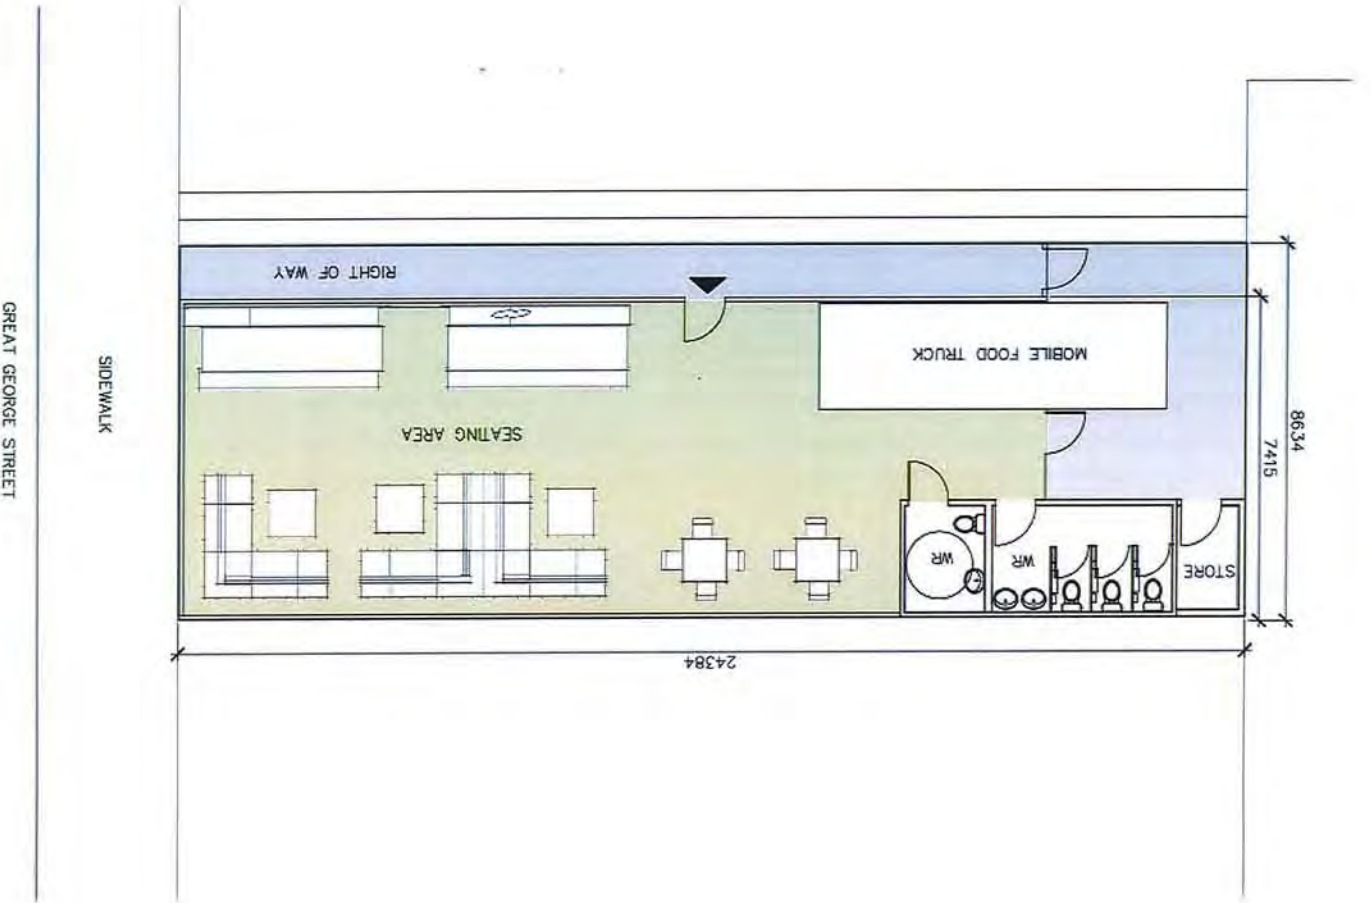 RIGHT OF WAY
MOBILE FOOD TRUCK
SEATING AREA
WR
WR
STORE
24384
8634
7415
SIDEWALK
GREAT GEORGE STREET